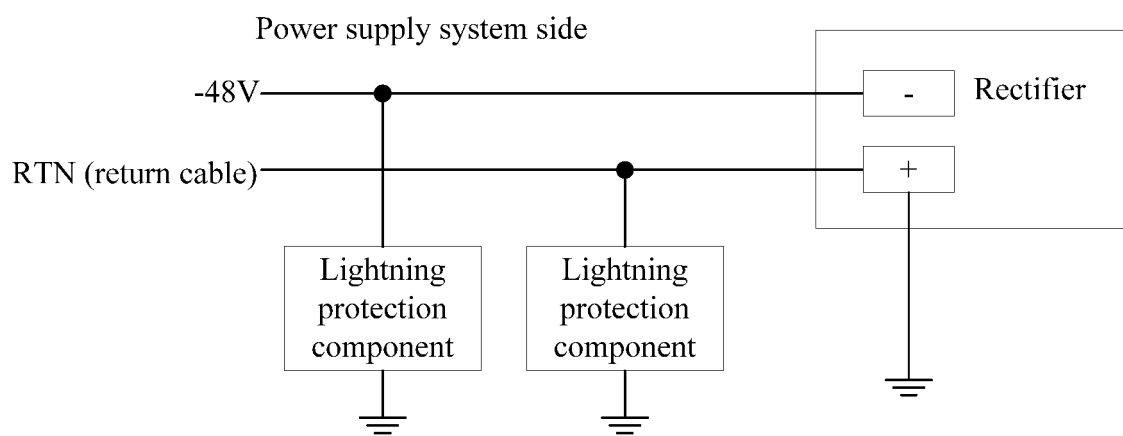 Power supply system side
-48V
-
Rectifier
RTN (return cable)
+
Lightning
protection
component
Lightning
protection
component